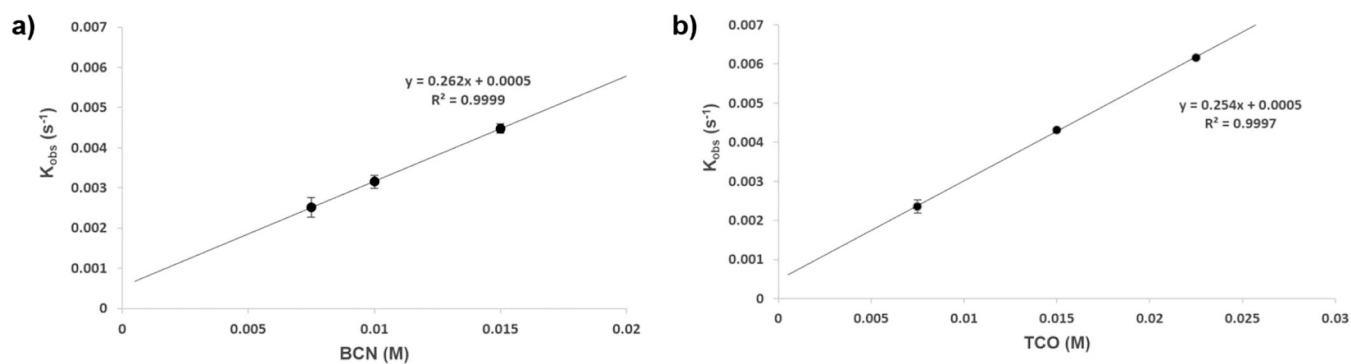 a)
0.007
0.006
0.005
0.004
0.003
0.002
0.001
0
Kobs (s-1)
y = 0.262x + 0.0005
R² = 0.9999
0 0.005 0.01 0.015 0.02
BCN (M)
b)
0.007
0.006
0.005
0.004
0.003
0.002
0.001
0
Kobs (s-1)
y = 0.254x + 0.0005
R² = 0.9997
0 0.005 0.01 0.015 0.02 0.025 0.03
TCO (M)